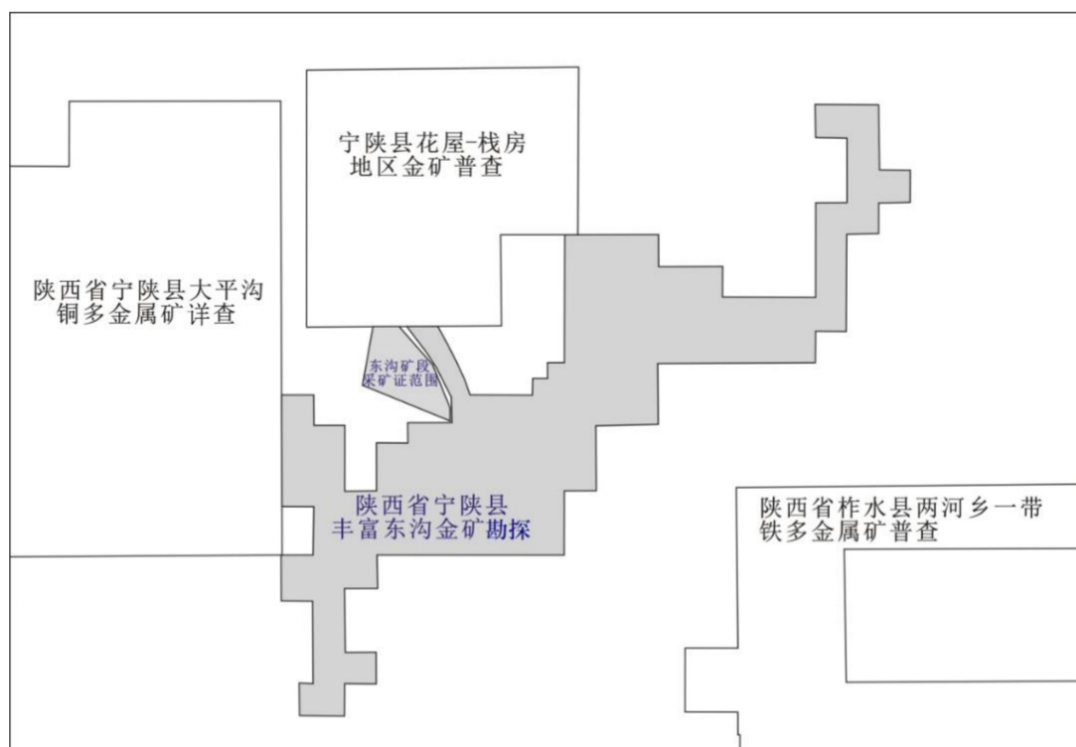 宁陕县花屋-栈房
地区金矿普查
陕西省宁陕县大平沟
铜多金属矿详查
东沟矿段
采矿证范围
陕西省宁陕县
丰富东沟金矿勘探
陕西省柞水县两河乡一带
铁多金属矿普查